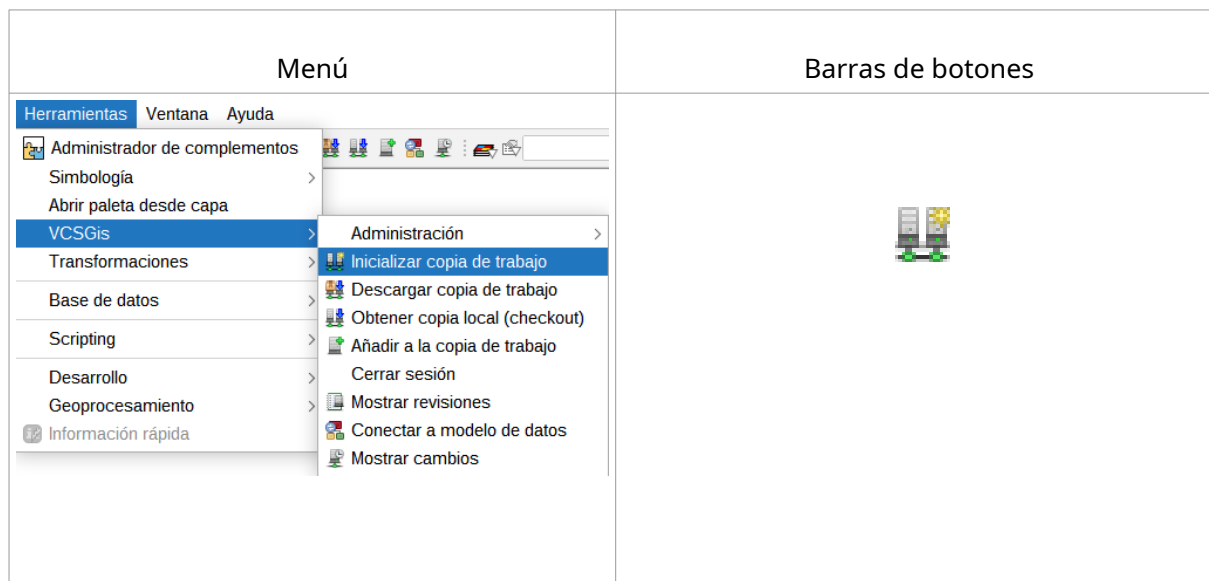 Menú
Barras de botones
Herramientas Ventana Ayuda
Administrador de complementos
Simbología
Abrir paleta desde capa
VCSGis
Transformaciones
Base de datos
Scripting
Desarrollo
Geoprocesamiento
Información rápida
Administración
Inicializar copia de trabajo
Descargar copia de trabajo
Obtener copia local (checkout)
Añadir a la copia de trabajo
Cerrar sesión
Mostrar revisiones
Conectar a modelo de datos
Mostrar cambios